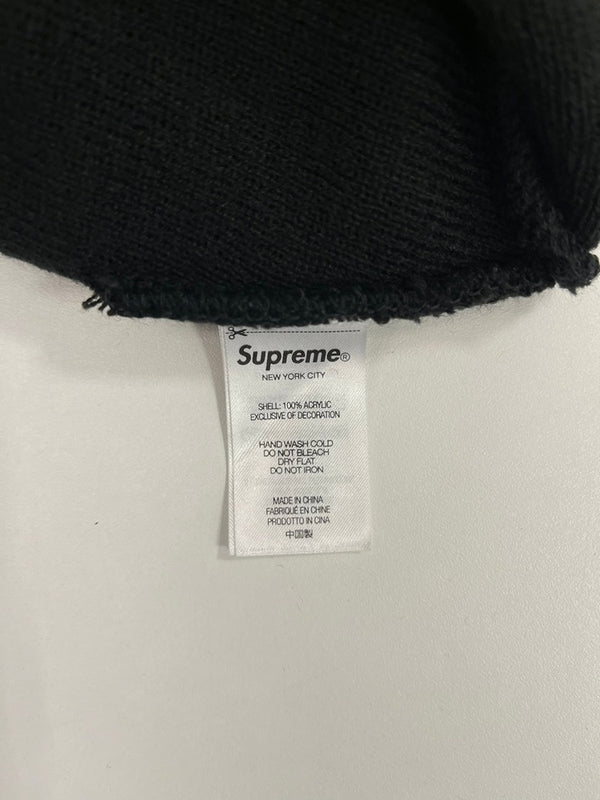 Supreme®
NEW YORK CITY
SHELL: 100% ACRYLIC
EXCLUSIVE OF DECORATION
HAND WASH COLD
DO NOT BLEACH
DRY FLAT
DO NOT IRON
MADE IN CHINA
FABRIQUÉ EN CHINE
PRODOTTO IN CINA
中国製